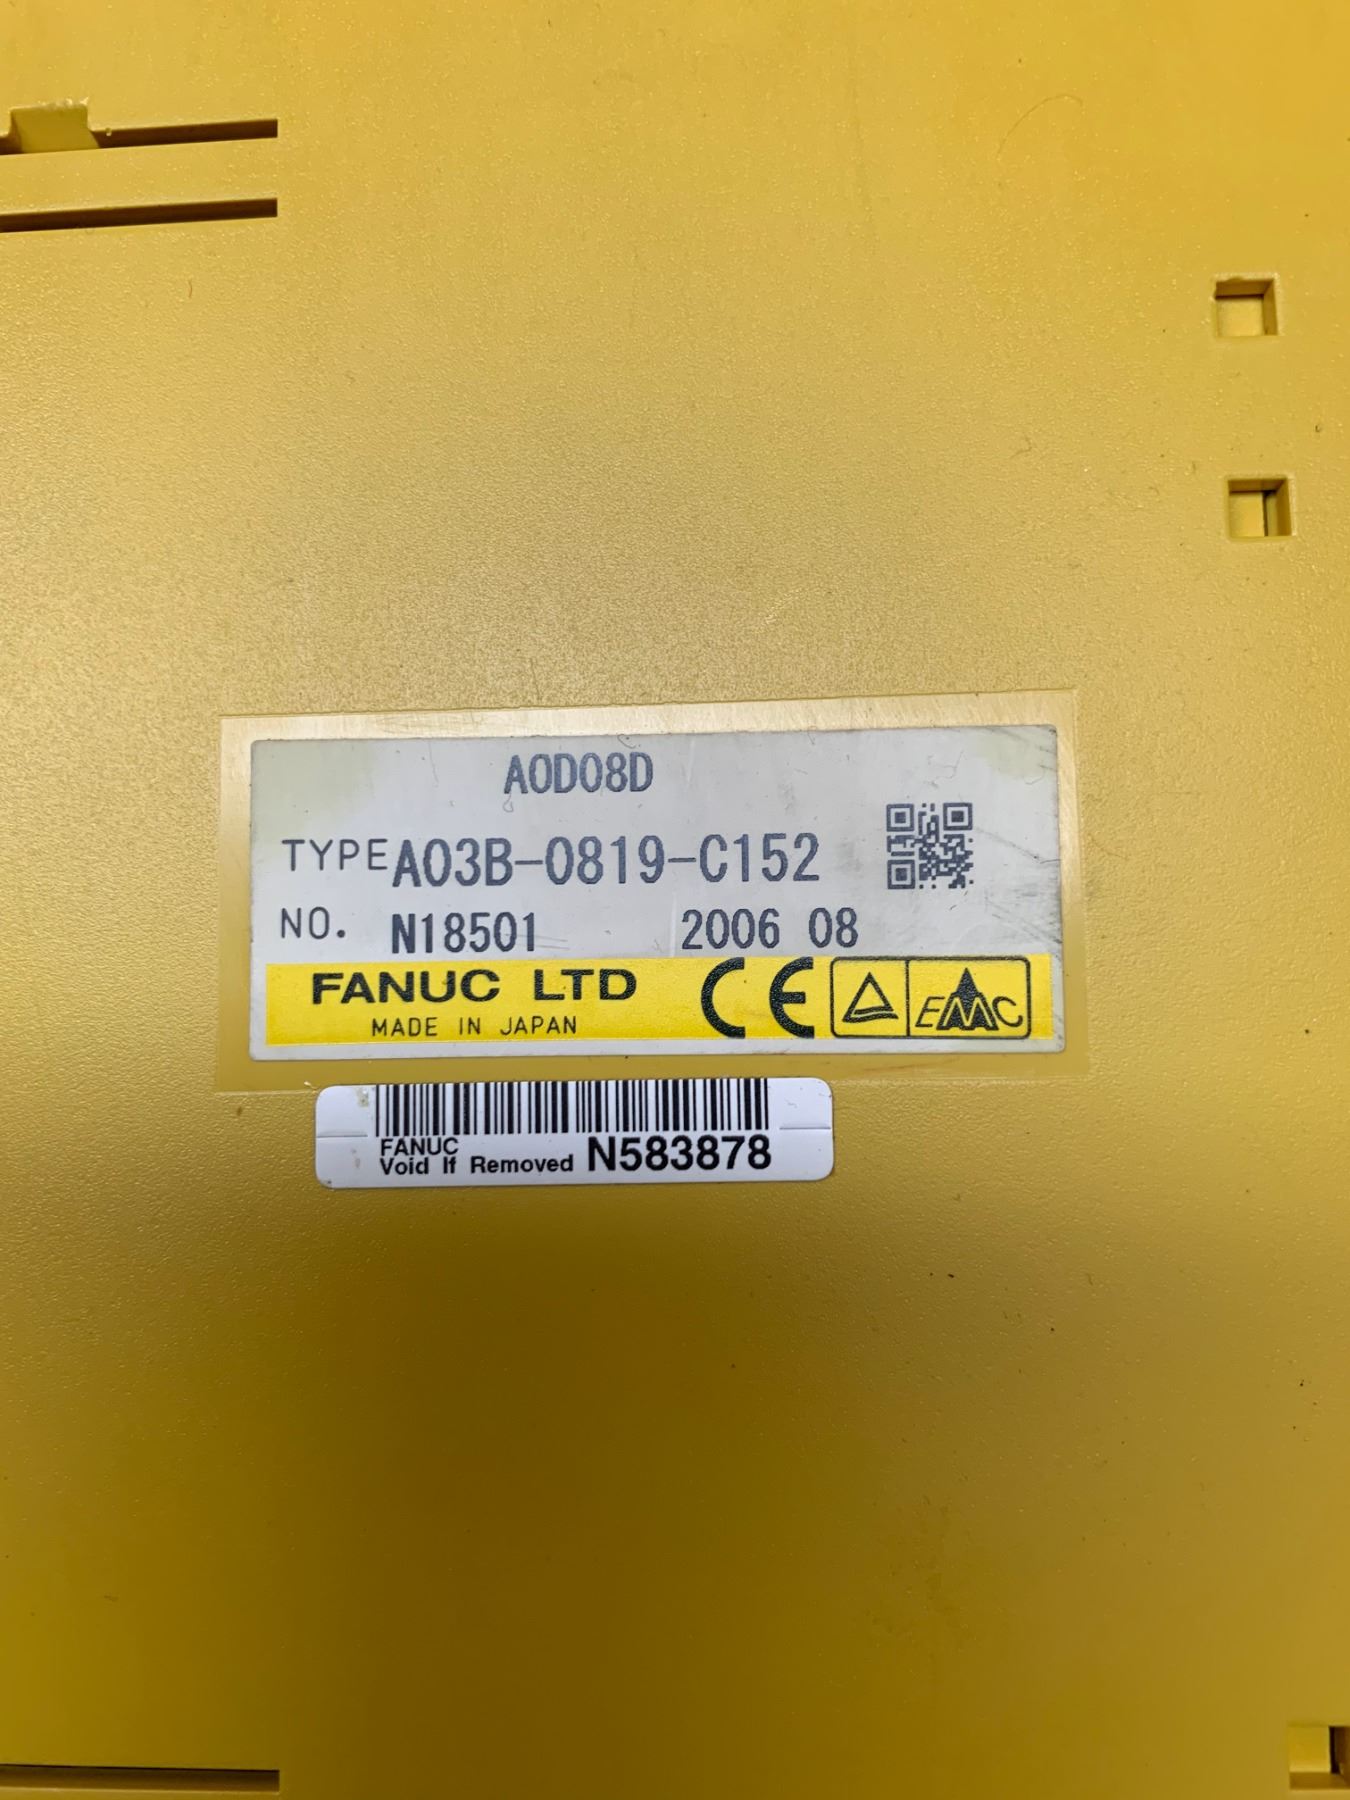 AOD08D
TYPE A03B-0819-C152
NO. N18501 2006 08
FANUC LTD CE EMC
MADE IN JAPAN
FANUC
Void If Removed N583878